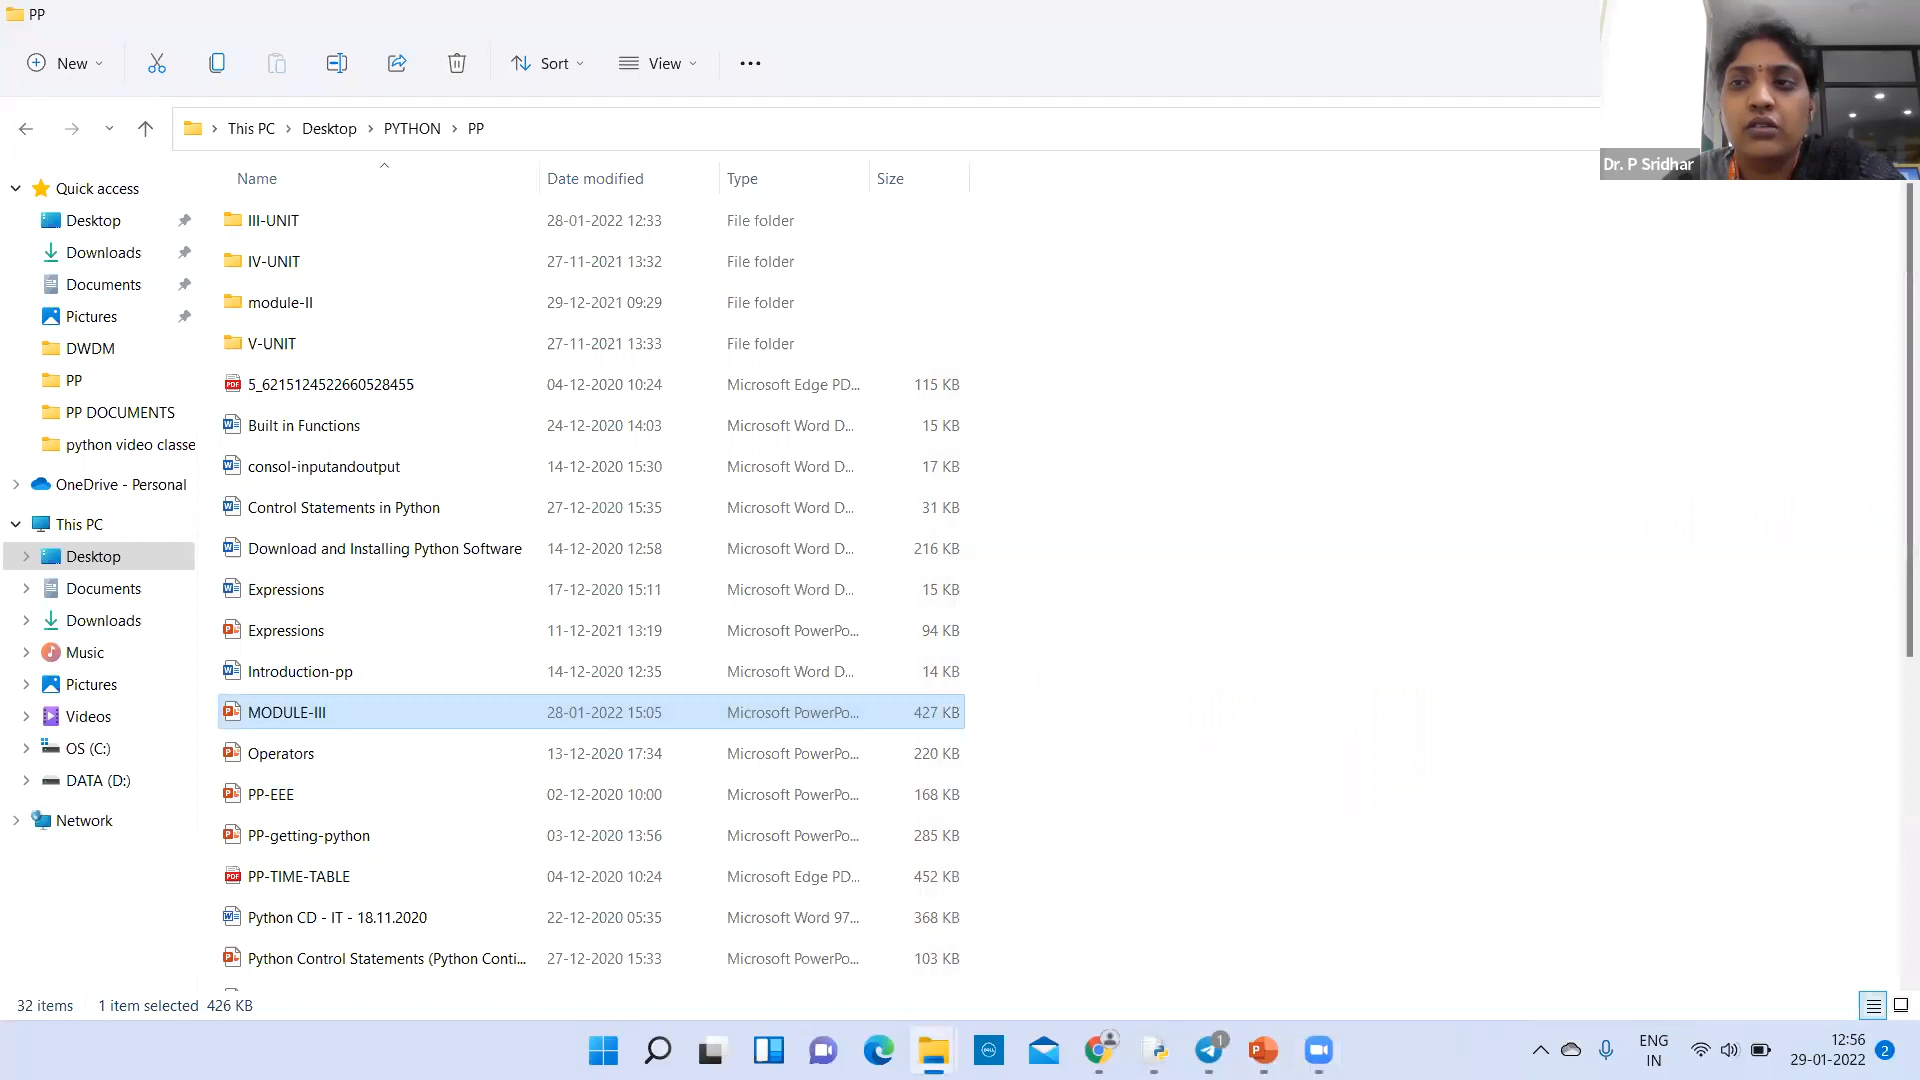 PP
New
Sort
View
This PC > Desktop > PYTHON > PP
Dr. P Sridhar
Name Date modified Type Size
Quick access
Desktop
Downloads
Documents
Pictures
DWDM
PP
PP DOCUMENTS
python video classe
OneDrive - Personal
This PC
Desktop
Documents
Downloads
Music
Pictures
Videos
OS (C:)
DATA (D:)
Network
III-UNIT 28-01-2022 12:33 File folder
IV-UNIT 27-11-2021 13:32 File folder
module-II 29-12-2021 09:29 File folder
V-UNIT 27-11-2021 13:33 File folder
5_6215124522660528455 04-12-2020 10:24 Microsoft Edge PD... 115 KB
Built in Functions 24-12-2020 14:03 Microsoft Word D... 15 KB
consol-inputandoutput 14-12-2020 15:30 Microsoft Word D... 17 KB
Control Statements in Python 27-12-2020 15:35 Microsoft Word D... 31 KB
Download and Installing Python Software 14-12-2020 12:58 Microsoft Word D... 216 KB
Expressions 17-12-2020 15:11 Microsoft Word D... 15 KB
Expressions 11-12-2021 13:19 Microsoft PowerPo... 94 KB
Introduction-pp 14-12-2020 12:35 Microsoft Word D... 14 KB
MODULE-III 28-01-2022 15:05 Microsoft PowerPo... 427 KB
Operators 13-12-2020 17:34 Microsoft PowerPo... 220 KB
PP-EEE 02-12-2020 10:00 Microsoft PowerPo... 168 KB
PP-getting-python 03-12-2020 13:56 Microsoft PowerPo... 285 KB
PP-TIME-TABLE 04-12-2020 10:24 Microsoft Edge PD... 452 KB
Python CD - IT - 18.11.2020 22-12-2020 05:35 Microsoft Word 97... 368 KB
Python Control Statements (Python Conti... 27-12-2020 15:33 Microsoft PowerPo... 103 KB
32 items 1 item selected 426 KB
1
ENG
IN
12:56
29-01-2022
2